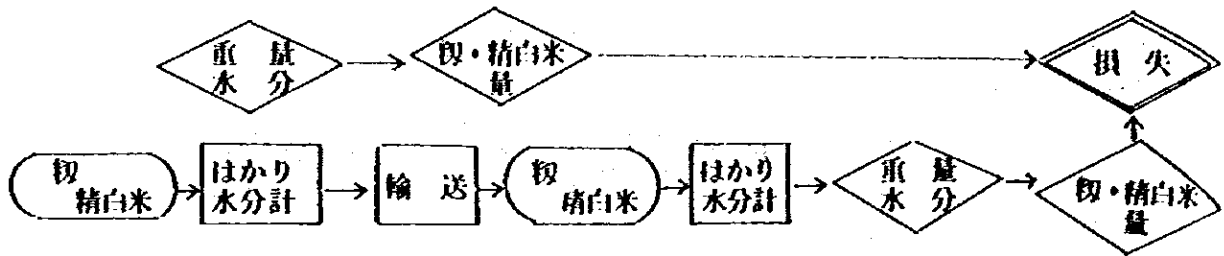 重量
水分
籾・精白米
量
損失
籾
精白米
はかり
水分計
輸送
籾
精白米
はかり
水分計
重量
水分
籾・精白米
量